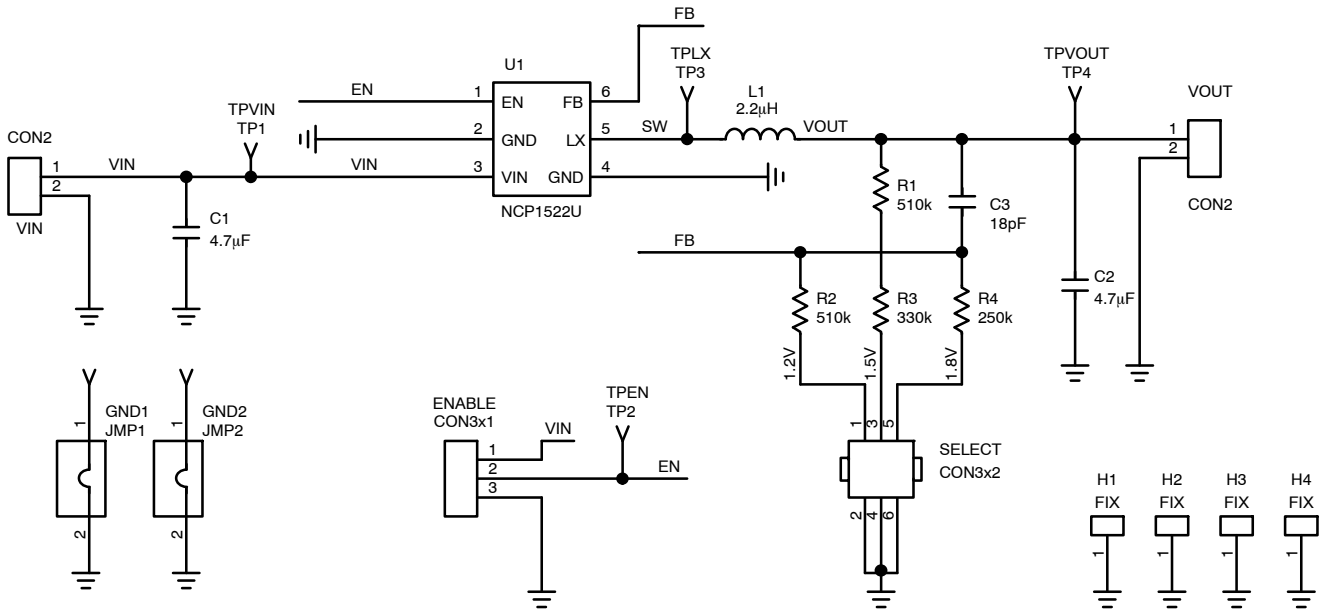 FB
U1
EN
1
EN
FB
6
2
GND
LX
5
SW
3
VIN
GND
4
NCP1522U
TPLX
TP3
L1
2.2μH
VOUT
TPVOUT
TP4
VOUT
1
2
CON2
TPVIN
TP1
CON2
1
2
VIN
VIN
VIN
C1
4.7μF
R1
510k
C3
18pF
FB
R2
510k
R3
330k
R4
250k
C2
4.7μF
1.2V
1.5V
1.8V
1
3
5
SELECT
CON3x2
2
4
6
GND1
JMP1
1
2
GND2
JMP2
1
2
ENABLE
CON3x1
1
2
3
VIN
TPEN
TP2
EN
H1
FIX
1
H2
FIX
1
H3
FIX
1
H4
FIX
1